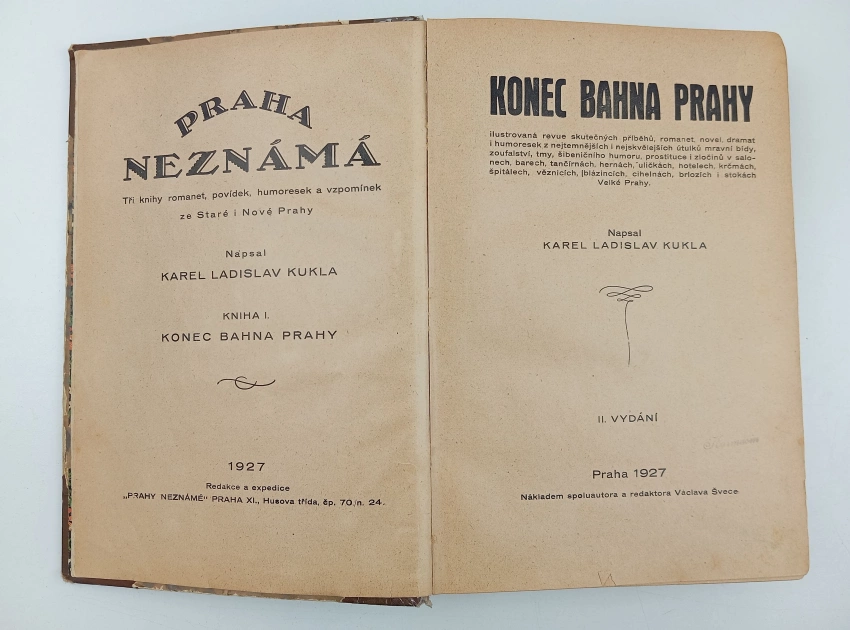 PRAHA
NEZNÁMÁ
Tři knihy romanet, povídek, humoresek a vzpomínek
ze Staré i Nové Prahy
Napsal
KAREL LADISLAV KUKLA
KNIHA I.
KONEC BAHNA PRAHY
1927
Redakce a expedice
„PRAHY NEZNÁMÉ“ PRAHA XI., Husova třída, čp. 70/n. 24.
KONEC BAHNA PRAHY
ilustrovaná revue skutečných příběhů, romanet, novel, dramat
i humoresek z nejtemnějších i nejskvělejších útulků mravní bídy,
zoufalství, tmy, šibeničního humoru, prostituce i zločinů v salo-
nech, barech, tančírnách, hernách, uličkách, hotelech, krčmách,
špitálech, věznicích, blázincích, cihelnách, brlozích i stokách
Velké Prahy.
Napsal
KAREL LADISLAV KUKLA
II. VYDÁNÍ
Praha 1927
Nákladem spoluautora a redaktora Václava Švece